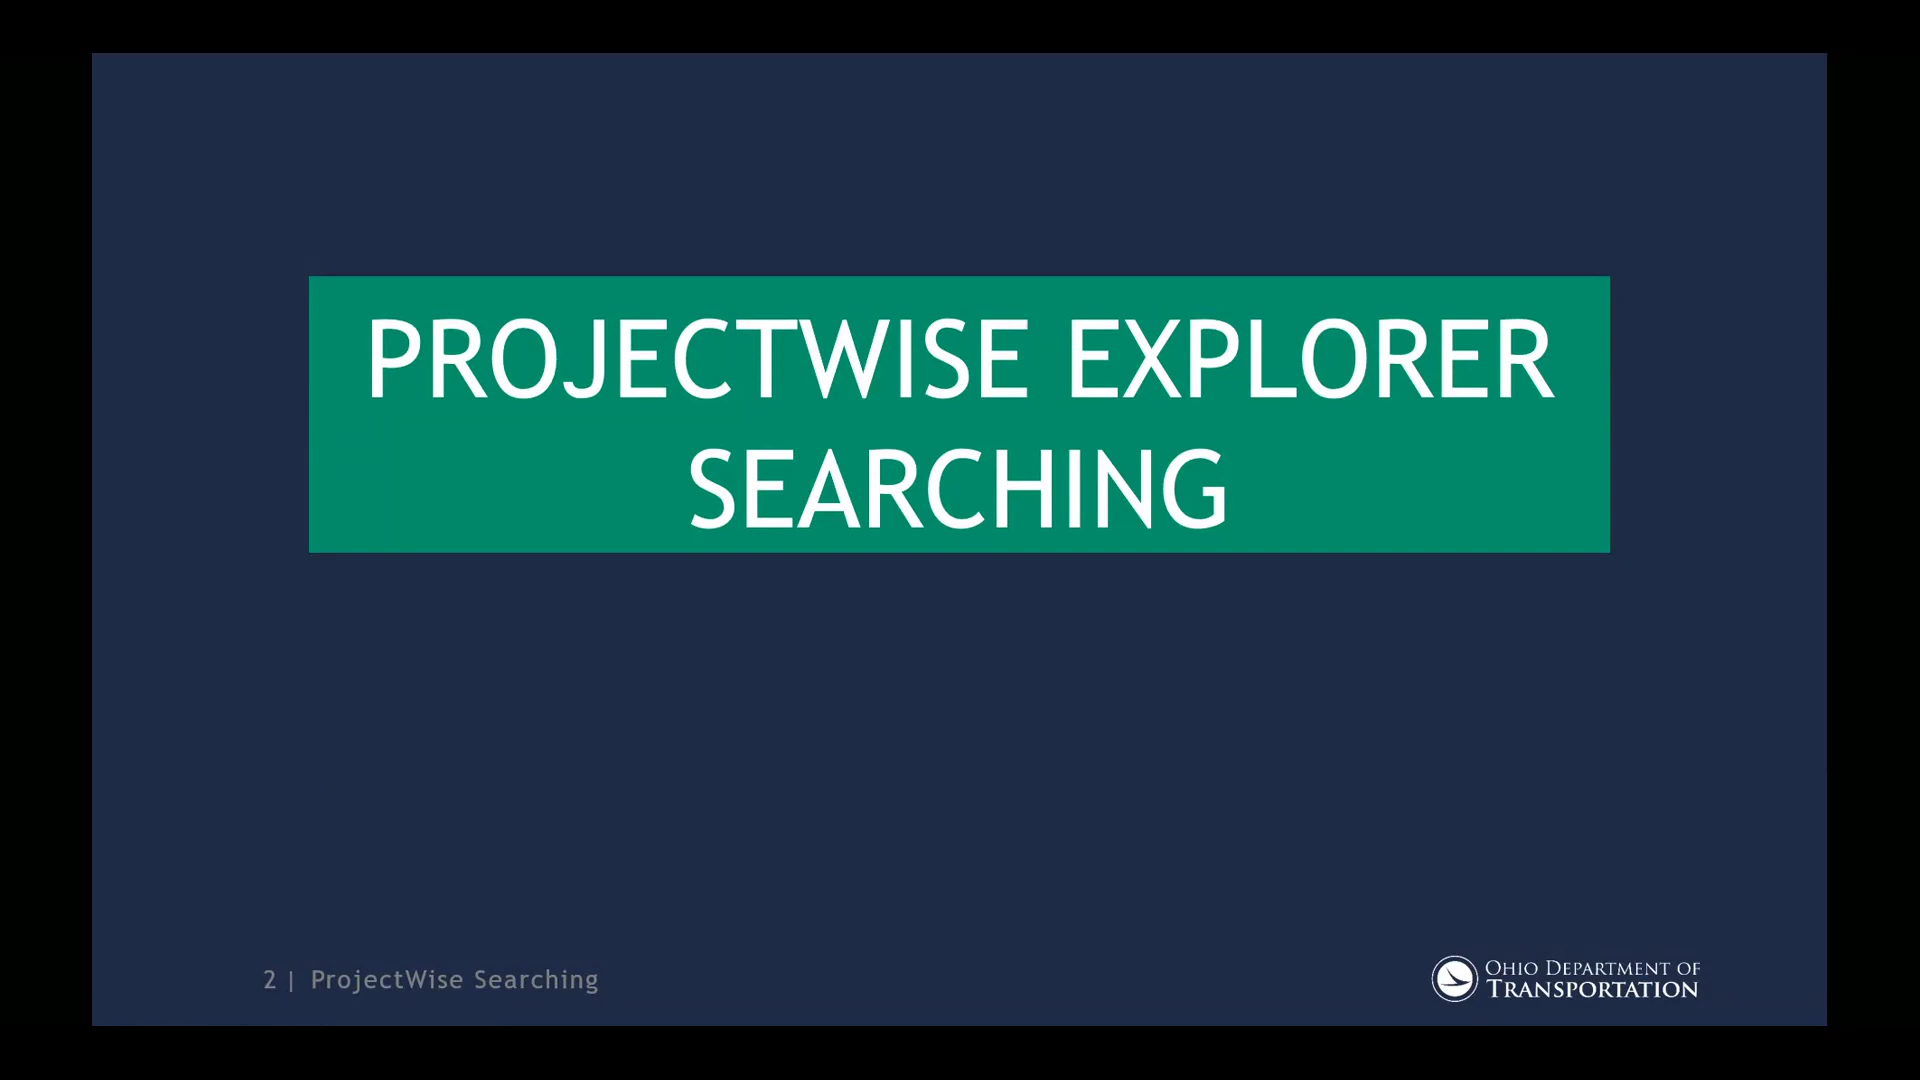 PROJECTWISE EXPLORER
SEARCHING
2 | ProjectWise Searching
OHIO DEPARTMENT OF
TRANSPORTATION